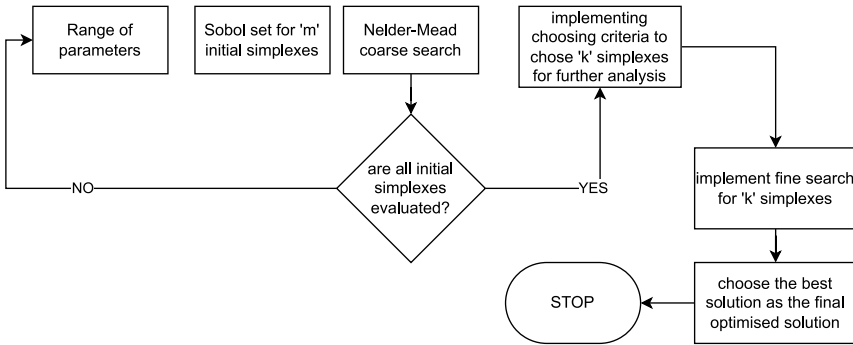 Range of
parameters
Sobol set for 'm'
initial simplexes
Nelder-Mead
coarse search
implementing
choosing criteria to
chose 'k' simplexes
for further analysis
are all initial
simplexes
evaluated?
NO
YES
implement fine search
for 'k' simplexes
choose the best
solution as the final
optimised solution
STOP